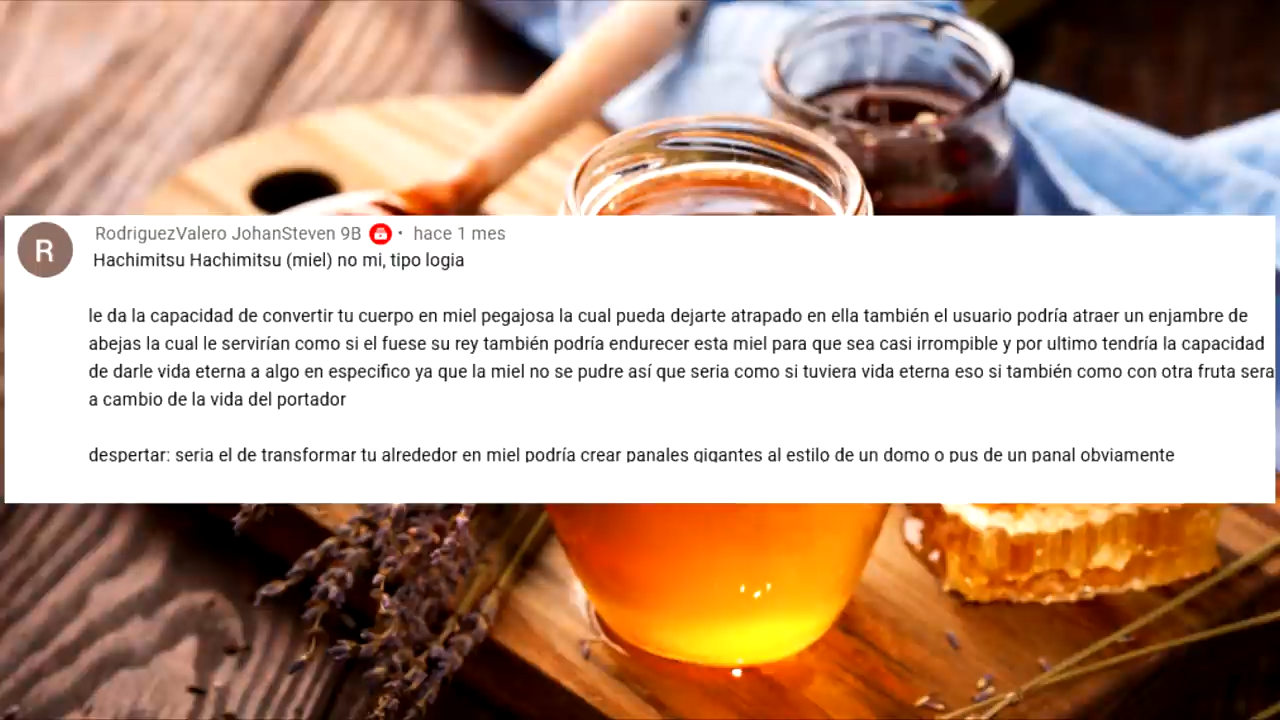 R
RodriguezValero JohanSteven 9B • hace 1 mes
Hachimitsu Hachimitsu (miel) no mi, tipo logia
le da la capacidad de convertir tu cuerpo en miel pegajosa la cual pueda dejarte atrapado en ella también el usuario podría atraer un enjambre de
abejas la cual le servirían como si el fuese su rey también podría endurecer esta miel para que sea casi irrompible y por ultimo tendría la capacidad
de darle vida eterna a algo en especifico ya que la miel no se pudre así que seria como si tuviera vida eterna eso si también como con otra fruta sera
a cambio de la vida del portador
despertar: seria el de transformar tu alrededor en miel podría crear panales gigantes al estilo de un domo o pus de un panal obviamente